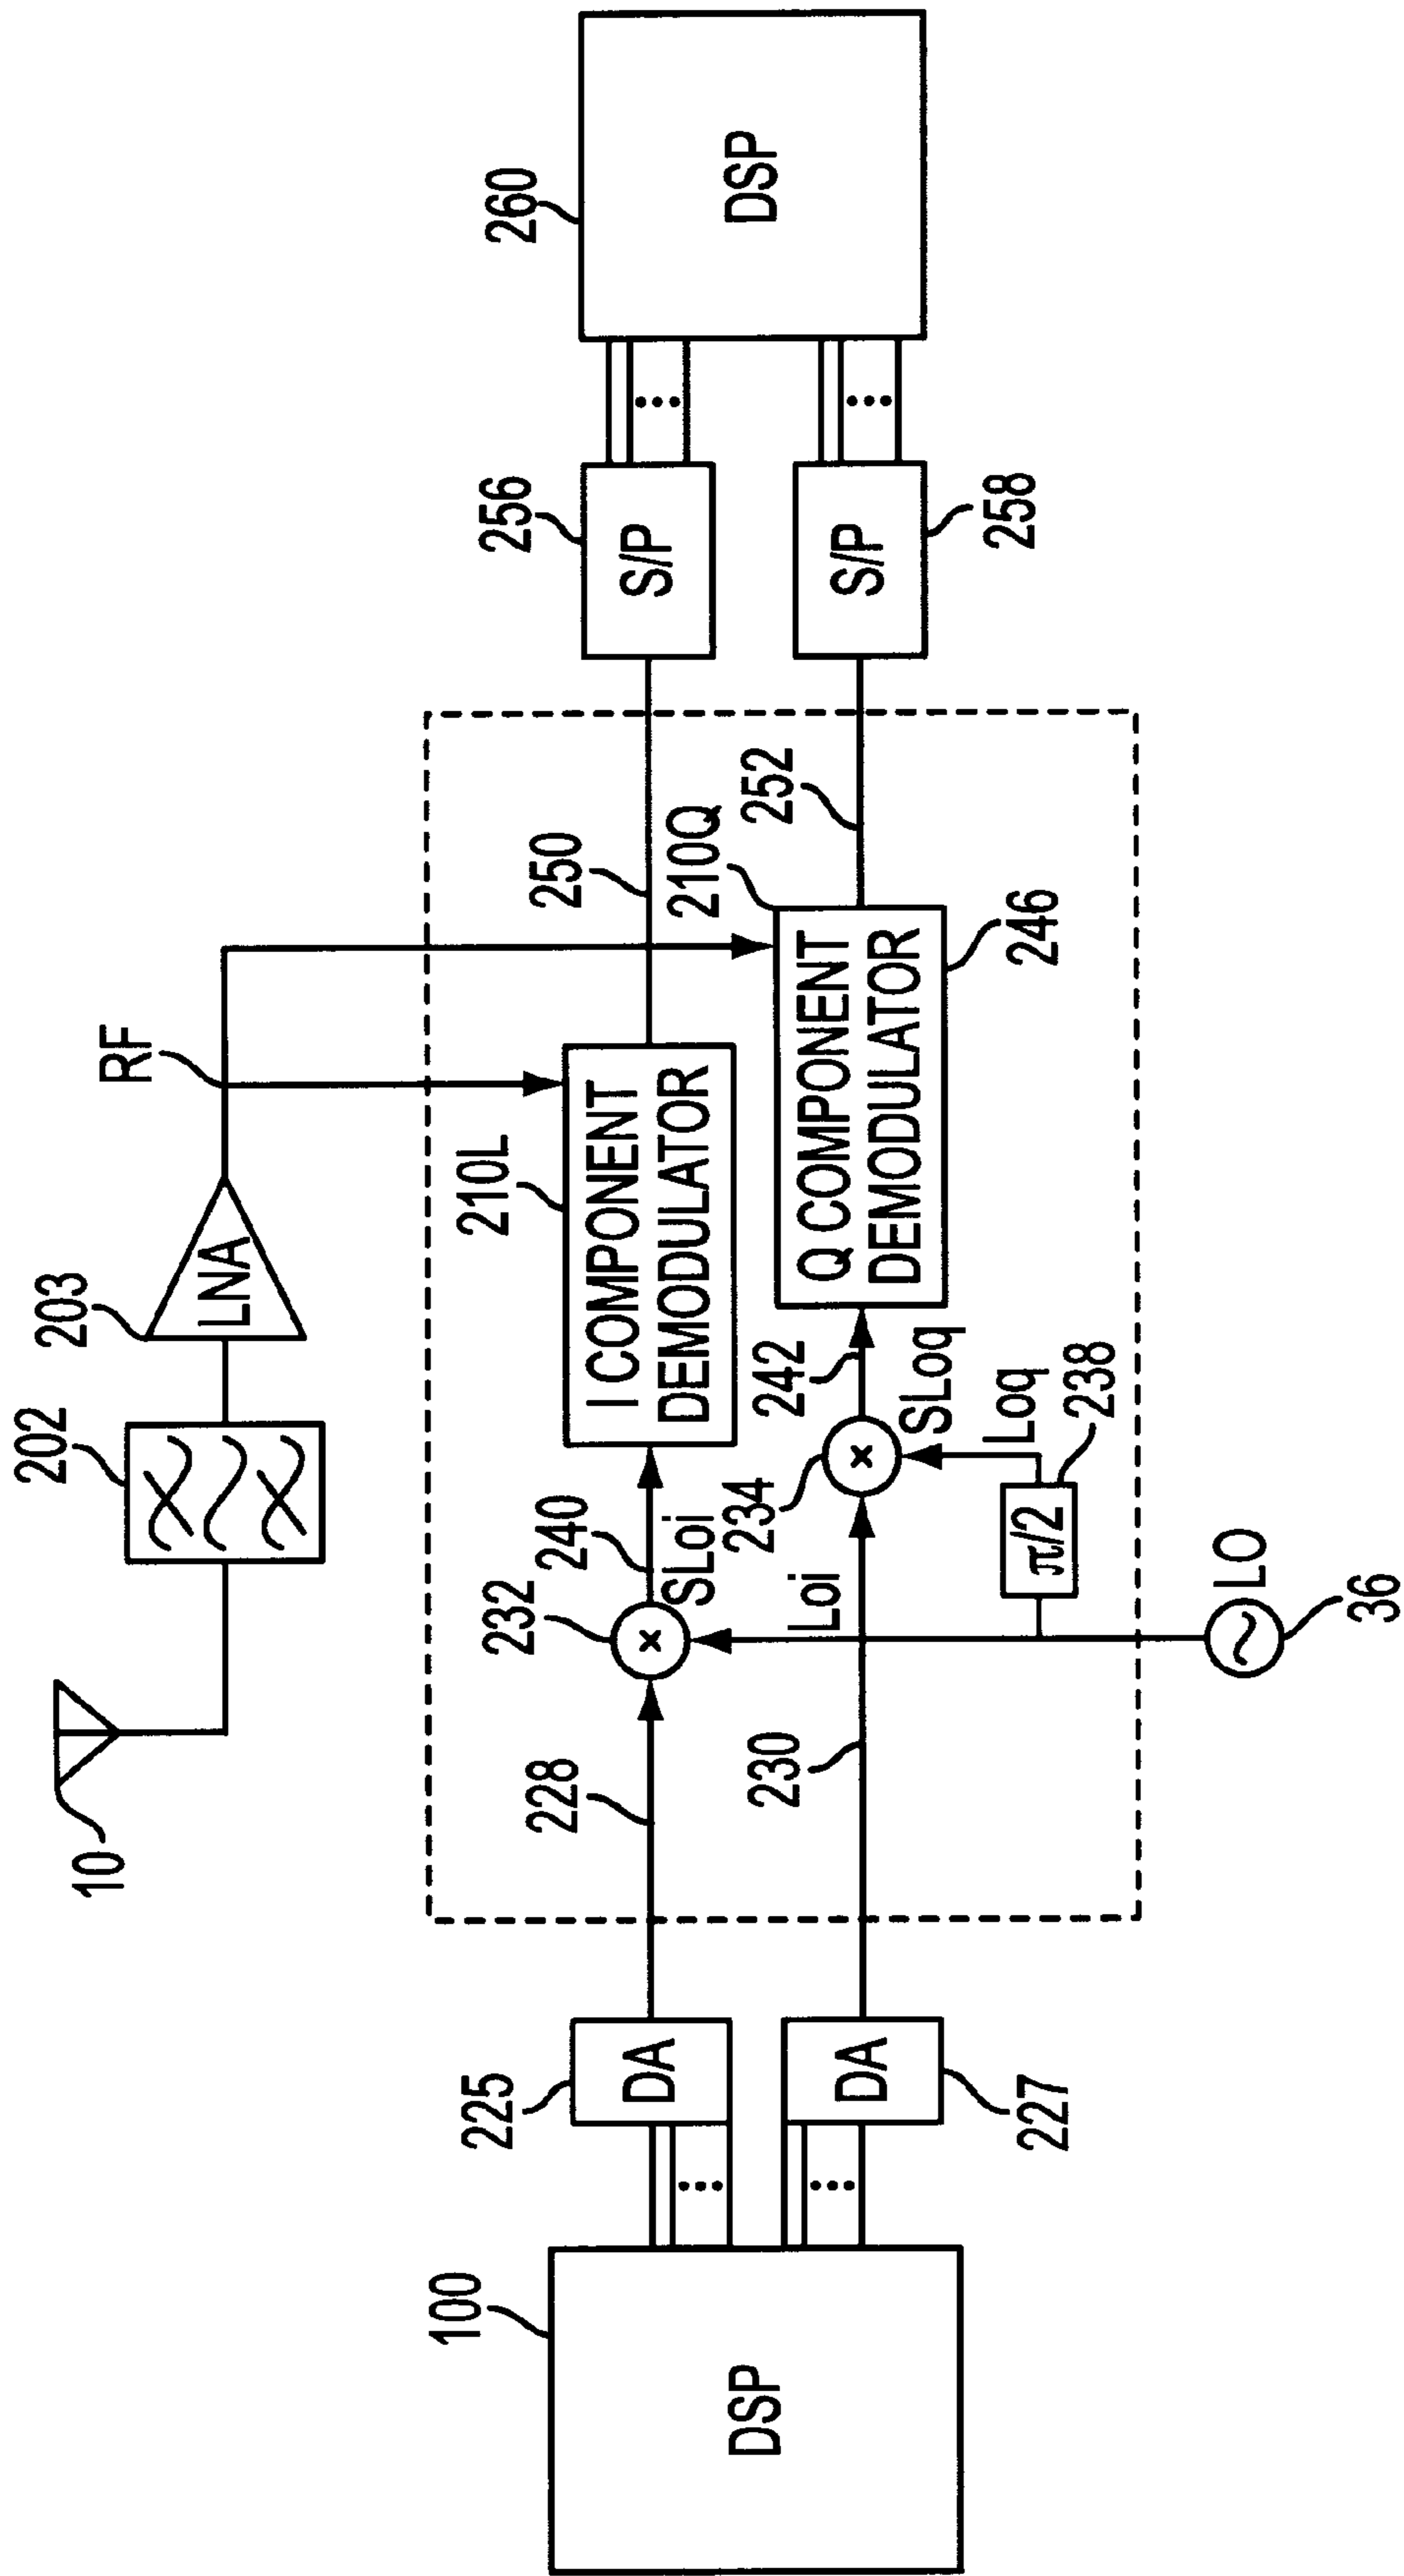 10
202
203
LNA
RF
100
DSP
225
DA
227
DA
228
230
232
234
240
242
SLoi
SLoq
Loi
Loq
π/2
238
LO
36
210L
I COMPONENT
DEMODULATOR
210Q
Q COMPONENT
DEMODULATOR
246
250
252
256
S/P
258
S/P
260
DSP
x
x